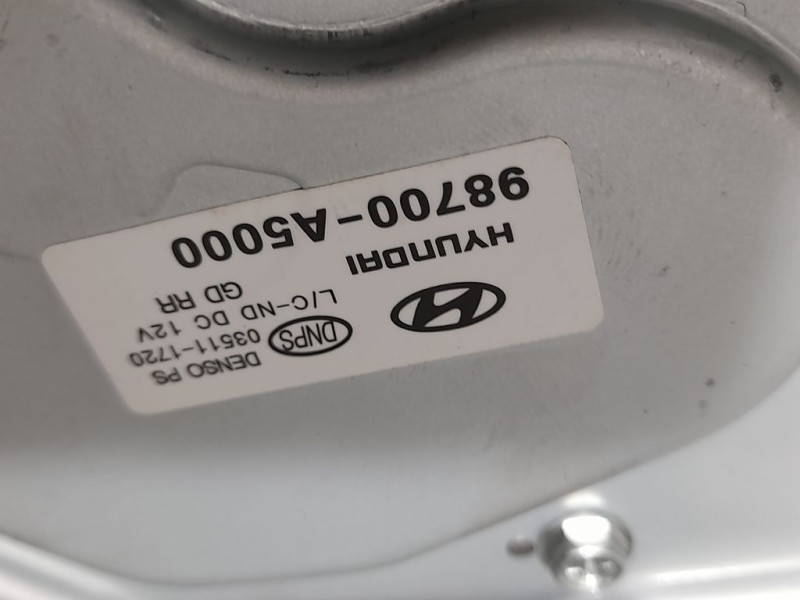 98700-A5000
HYUNDAI
L/C-ND DC 12V
GD RR
DNPS
DENSO PS
03511-1720